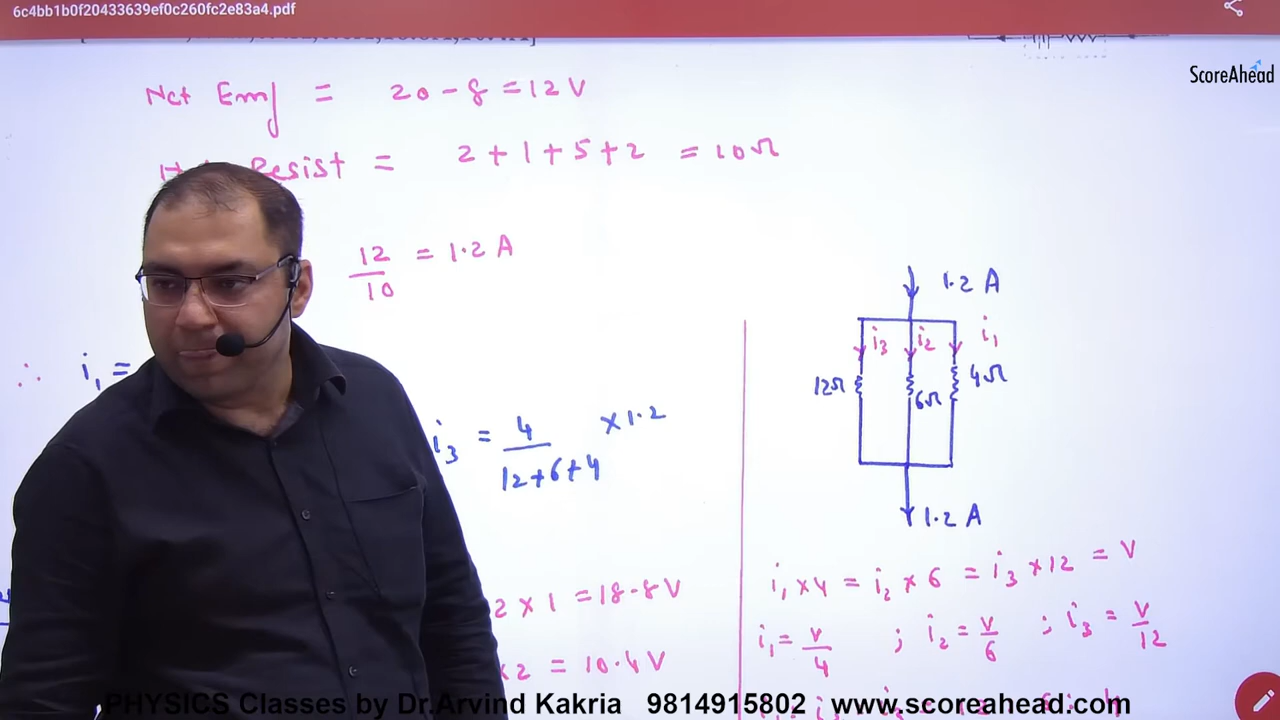 6c4bb1b0f20433639ef0c260fc2e83a4.pdf
ScoreAhead
Net Emf = 20 - 8 = 12 V
Resist = 2 + 1 + 5 + 2 = 10Ω
12/10 = 1.2 A
∴ i₁ =
i₃ = 4/(12+6+4) × 1.2
2 × 1 = 18.8 V
×2 = 10.4 V
1.2 A
i₃ i₂ i₁
12Ω 6Ω 4Ω
1.2 A
i₁ × 4 = i₂ × 6 = i₃ × 12 = V
i₁ = V/4 ; i₂ = V/6 ; i₃ = V/12
PHYSICS Classes by Dr.Arvind Kakria 9814915802 www.scoreahead.com